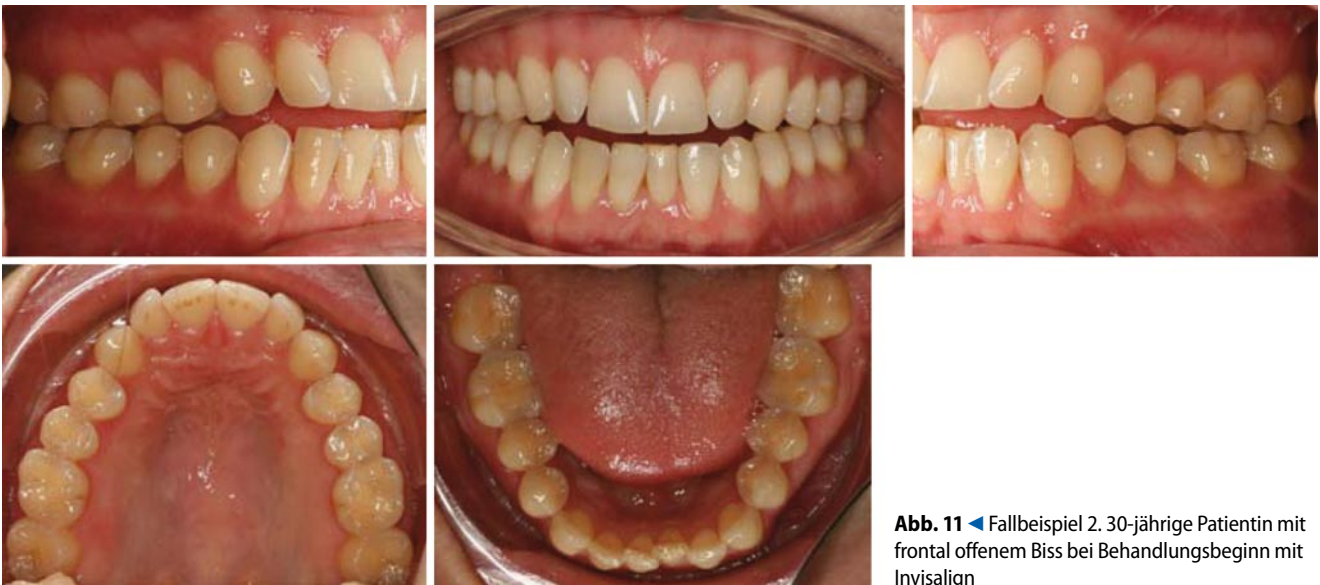 Abb. 11 ◄ Fallbeispiel 2. 30-jährige Patientin mit
frontal offenem Biss bei Behandlungsbeginn mit
Invisalign